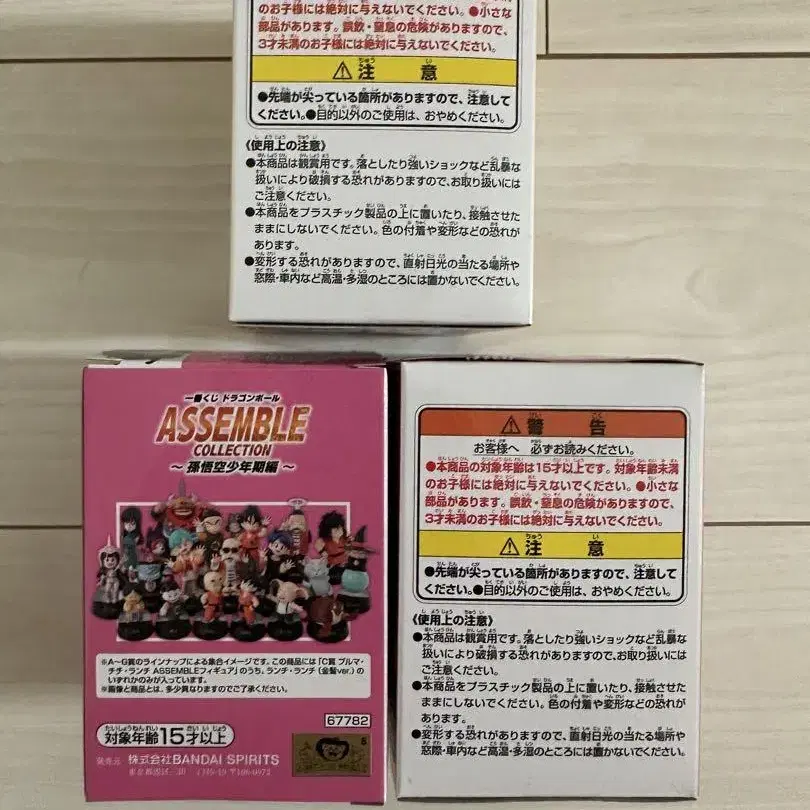 のお子様には絶対に与えないでください。●小さな
部品があります。誤飲・窒息の危険がありますので、
3才未満のお子様には絶対に与えないでください。
⚠注意
●先端が尖っている箇所がありますので、注意して
ください。●目的以外のご使用は、おやめください。
《使用上の注意》
●本商品は観賞用です。落としたり強いショックなど乱暴な
扱いにより破損する恐れがありますので、お取り扱いには
ご注意ください。
●本商品をプラスチック製品の上に置いたり、接触させた
ままにしないでください。色の付着や変形などの恐れが
あります。
●変形する恐れがありますので、直射日光の当たる場所や
窓際・車内など高温・多湿のところには置かないでください。
一番くじ ドラゴンボール
ASSEMBLE
COLLECTION
～孫悟空少年期編～
※A～G賞のラインナップによる集合イメージです。この商品には「C賞 ブルマ・
チチ・ランチ ASSEMBLEフィギュア」のうち、ランチ・ランチ(金髪ver.)の
いずれかのみが入っています。
※画像と商品とは、多少異なりますのでご了承ください。
67782
対象年齢15才以上
発売元 株式会社BANDAI SPIRITS
⚠警告
お客様へ 必ずお読みください。
●本商品の対象年齢は15才以上です。対象年齢未満
のお子様には絶対に与えないでください。●小さな
部品があります。誤飲・窒息の危険がありますので、
3才未満のお子様には絶対に与えないでください。
⚠注意
●先端が尖っている箇所がありますので、注意して
ください。●目的以外のご使用は、おやめください。
《使用上の注意》
●本商品は観賞用です。落としたり強いショックなど乱暴な
扱いにより破損する恐れがありますので、お取り扱いには
ご注意ください。
●本商品をプラスチック製品の上に置いたり、接触させた
ままにしないでください。色の付着や変形などの恐れが
あります。
●変形する恐れがありますので、直射日光の当たる場所や
窓際・車内など高温・多湿のところには置かないでください。